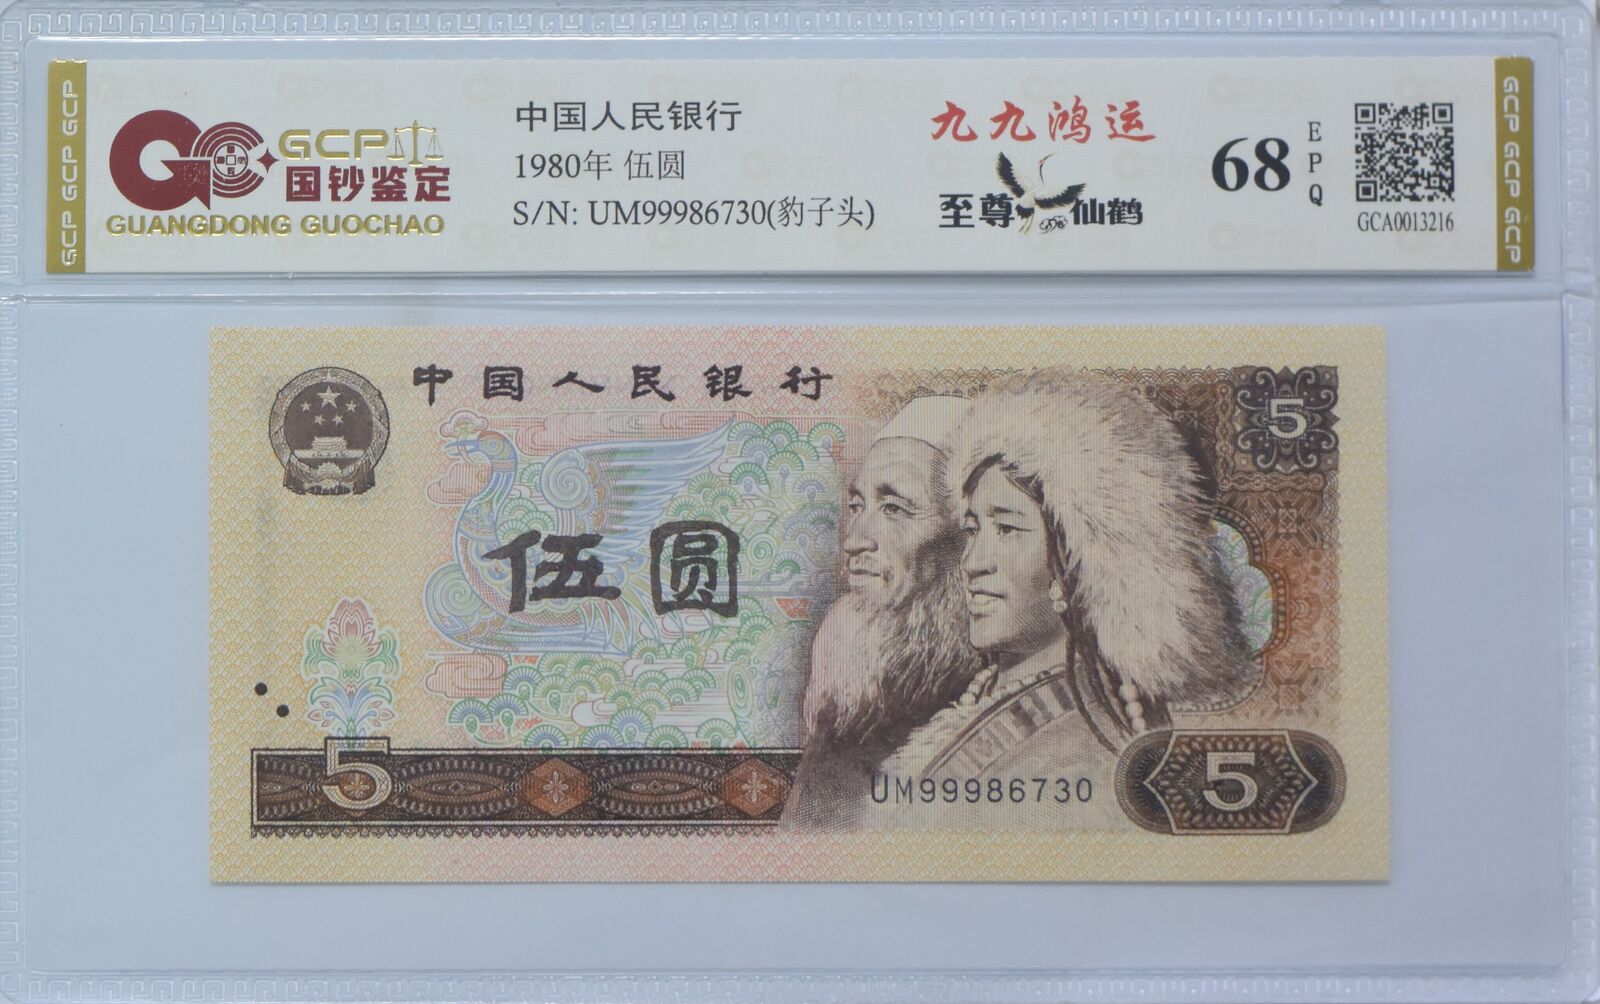 GCP GCP GCP
GCP
国钞鉴定
GUANGDONG GUOCHAO
中国人民银行
1980年 伍圆
S/N: UM99986730(豹子头)
九九鸿运
至尊仙鹤
68
E
P
Q
GCA0013216
GCP GCP GCP
中国人民银行
5
伍圆
5
UM99986730
5